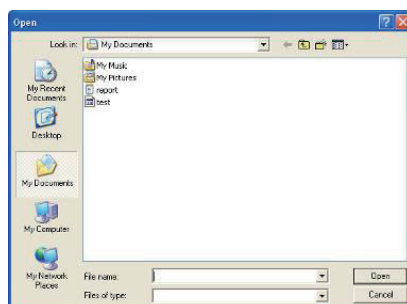 Open
Look in:
My Documents
My Recent
Documents
Desktop
My Documents
My Computer
My Network
Places
My Music
My Pictures
report
test
File name:
Open
Files of type:
Cancel